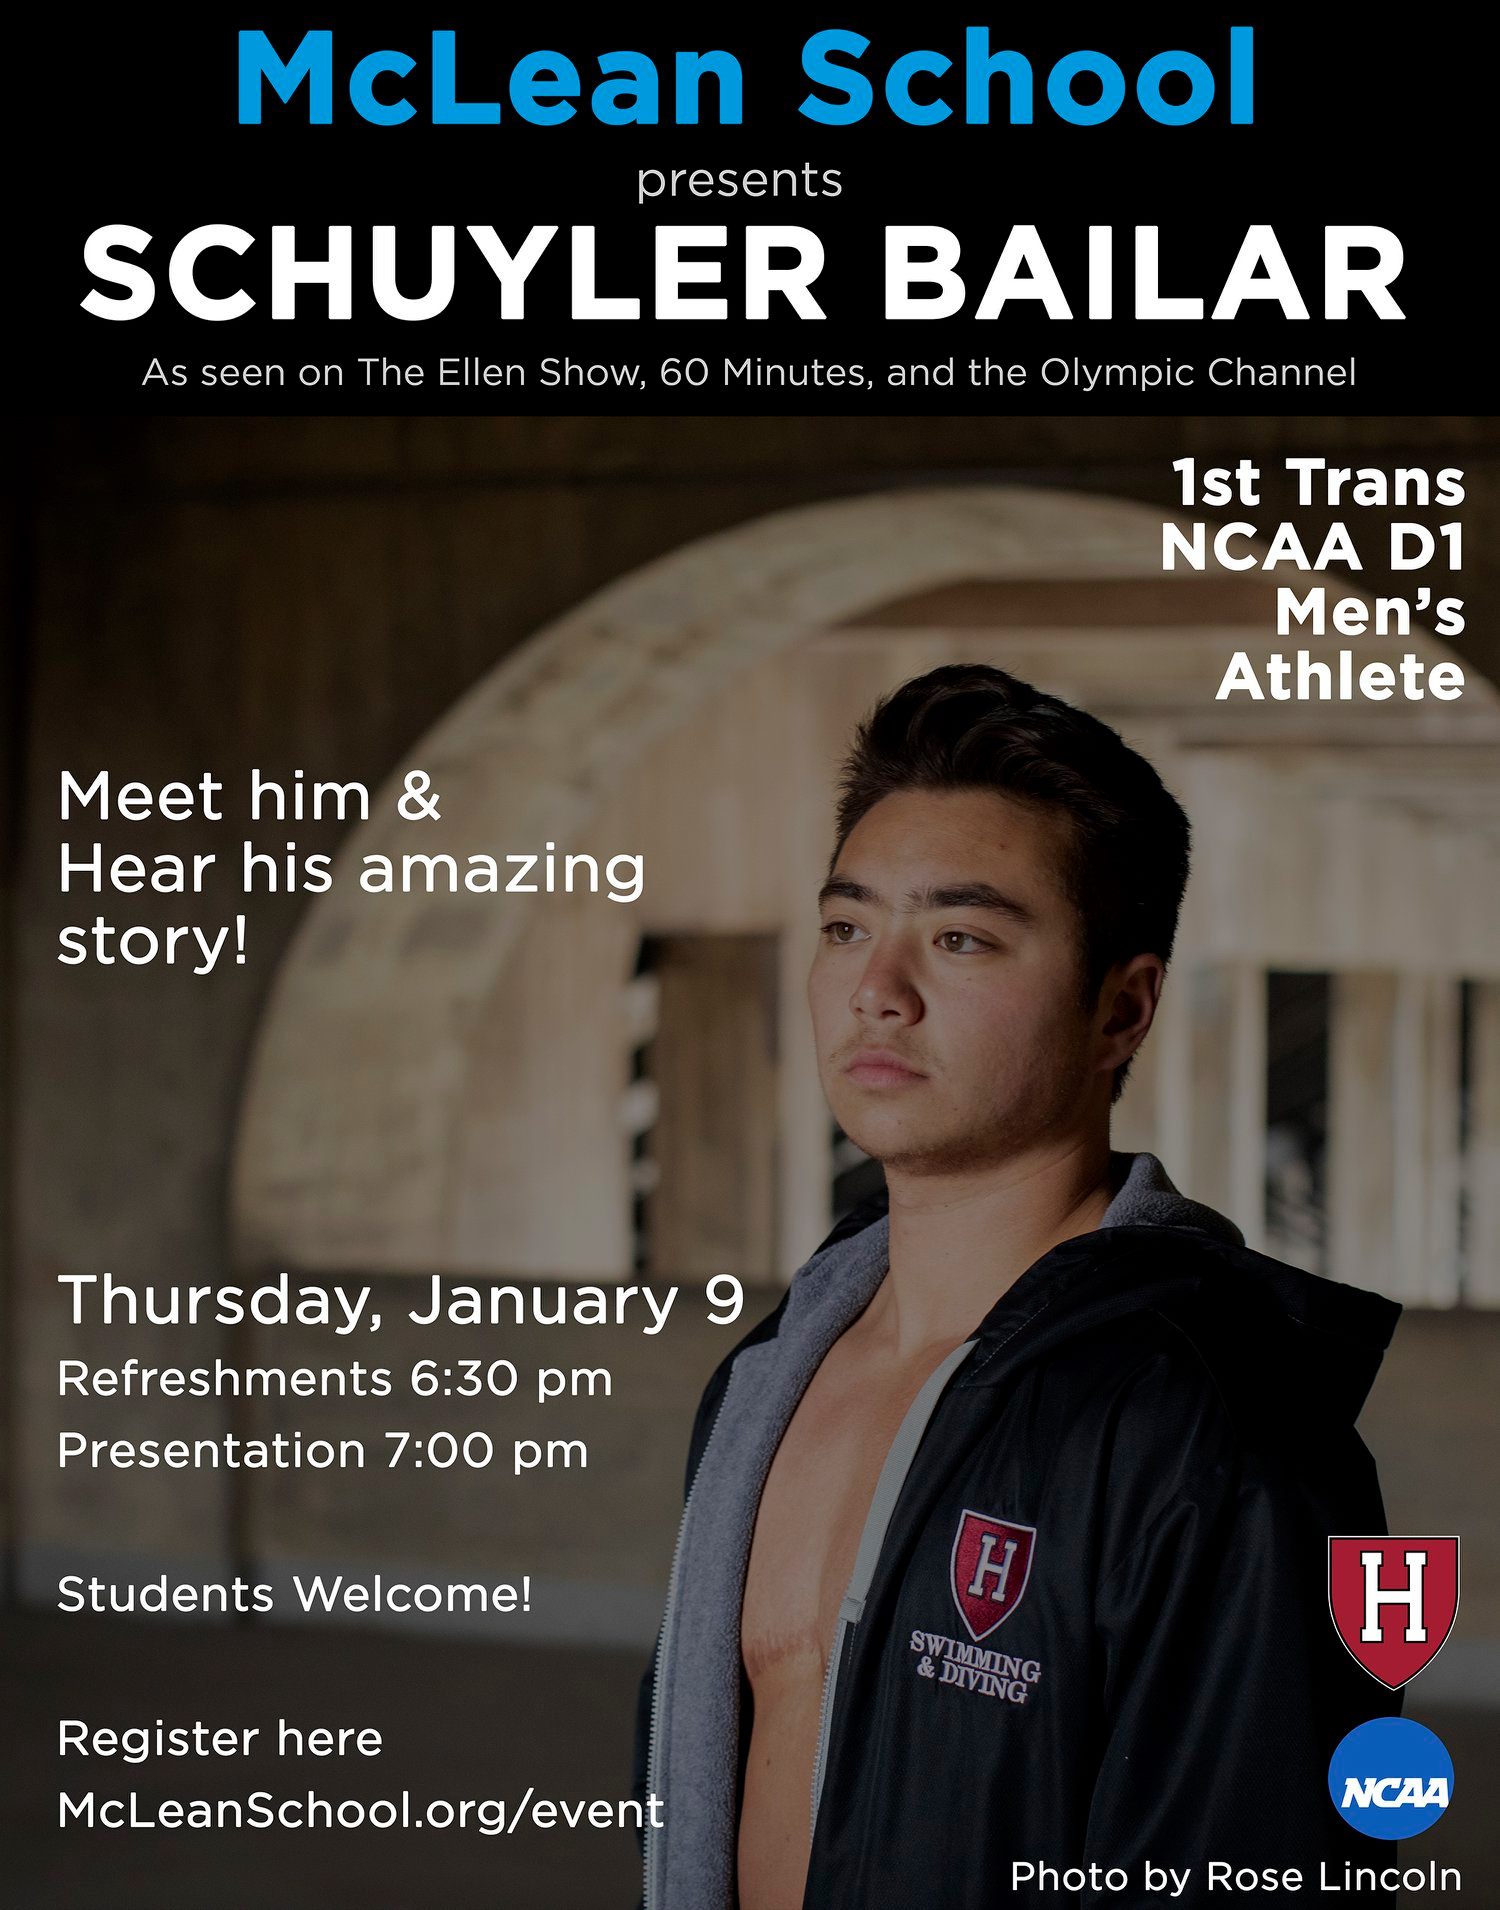 McLean School
presents
SCHUYLER BAILAR
As seen on The Ellen Show, 60 Minutes, and the Olympic Channel
1st Trans
NCAA D1
Men's
Athlete
Meet him &
Hear his amazing
story!
Thursday, January 9
Refreshments 6:30 pm
Presentation 7:00 pm
Students Welcome!
Register here
McLeanSchool.org/event
H
SWIMMING
& DIVING
H
NCAA
Photo by Rose Lincoln